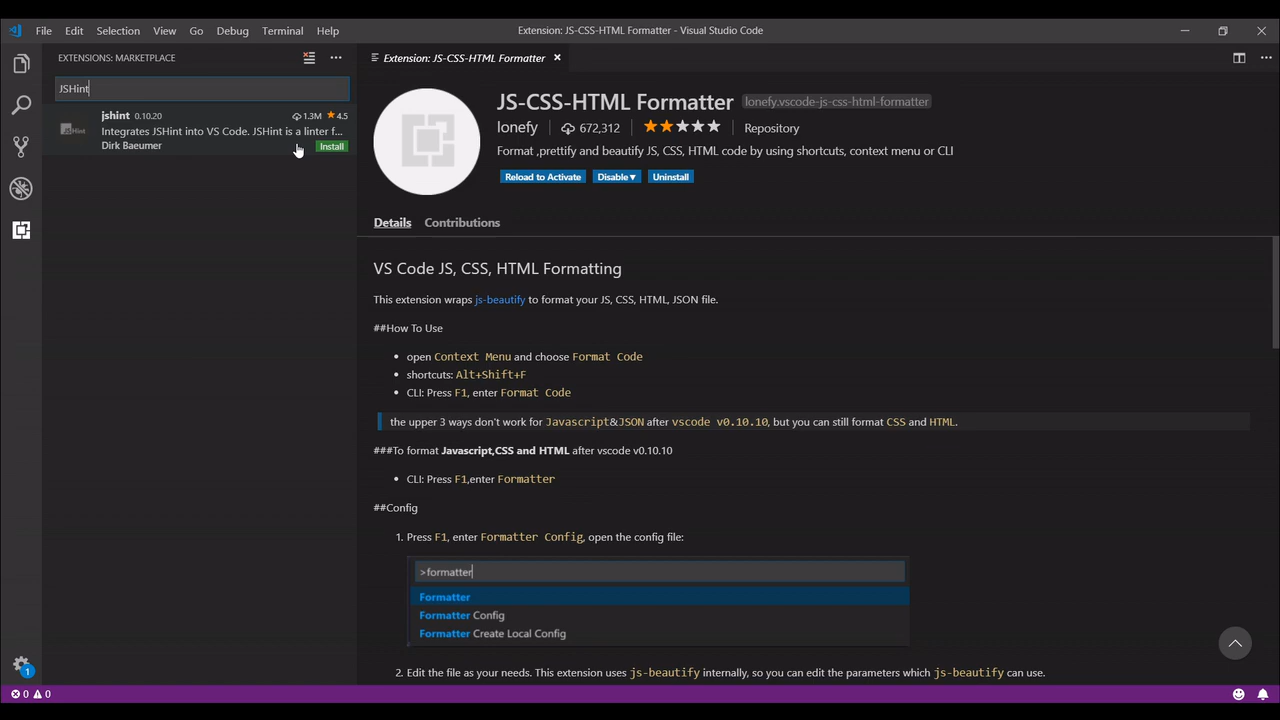 File Edit Selection View Go Debug Terminal Help
Extension: JS-CSS-HTML Formatter - Visual Studio Code
EXTENSIONS: MARKETPLACE
JSHint
JSHint
jshint 0.10.20 1.3M 4.5
Integrates JSHint into VS Code. JSHint is a linter f...
Dirk Baeumer Install
1
Extension: JS-CSS-HTML Formatter
JS-CSS-HTML Formatter lonefy.vscode-js-css-html-formatter
lonefy 672,312 Repository
Format ,prettify and beautify JS, CSS, HTML code by using shortcuts, context menu or CLI
Reload to Activate Disable▾ Uninstall
Details Contributions
VS Code JS, CSS, HTML Formatting
This extension wraps js-beautify to format your JS, CSS, HTML, JSON file.
##How To Use
• open Context Menu and choose Format Code
• shortcuts: Alt+Shift+F
• CLI: Press F1, enter Format Code
the upper 3 ways don't work for Javascript&JSON after vscode v0.10.10, but you can still format CSS and HTML.
###To format Javascript,CSS and HTML after vscode v0.10.10
• CLI: Press F1,enter Formatter
##Config
1. Press F1, enter Formatter Config, open the config file:
>formatter
Formatter
Formatter Config
Formatter Create Local Config
2. Edit the file as your needs. This extension uses js-beautify internally, so you can edit the parameters which js-beautify can use.
0 0